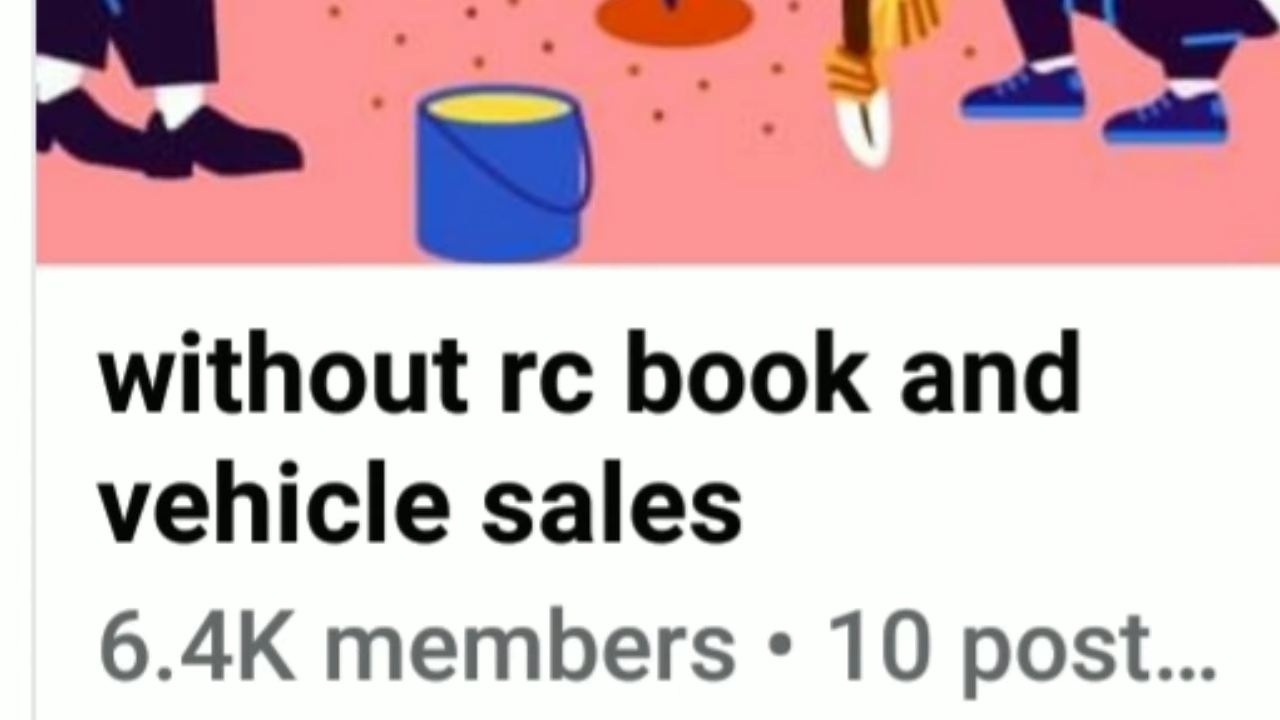 without rc book and
vehicle sales
6.4K members • 10 post...